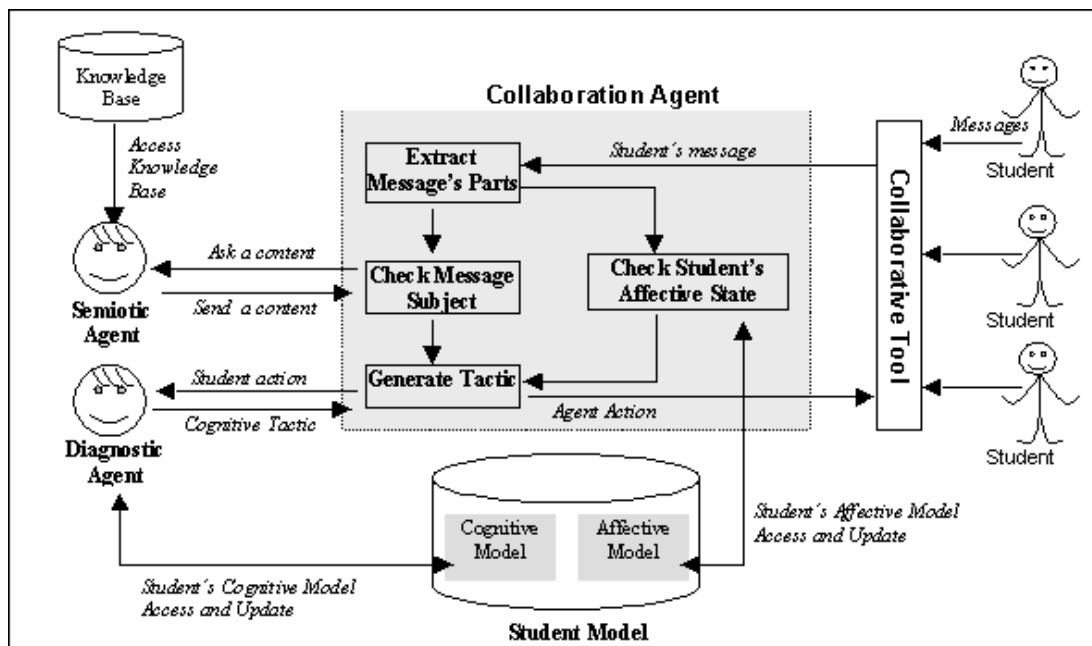 Knowledge
Base
Collaboration Agent
Access
Knowledge
Base
Extract
Message's Parts
Student´s message
Messages
Student
Collaborative Tool
Semiotic
Agent
Ask a content
Send a content
Check Message
Subject
Check Student's
Affective State
Student
Diagnostic
Agent
Student action
Cognitive Tactic
Generate Tactic
Agent Action
Student
Cognitive
Model
Affective
Model
Student´s Affective Model
Access and Update
Student´s Cognitive Model
Access and Update
Student Model